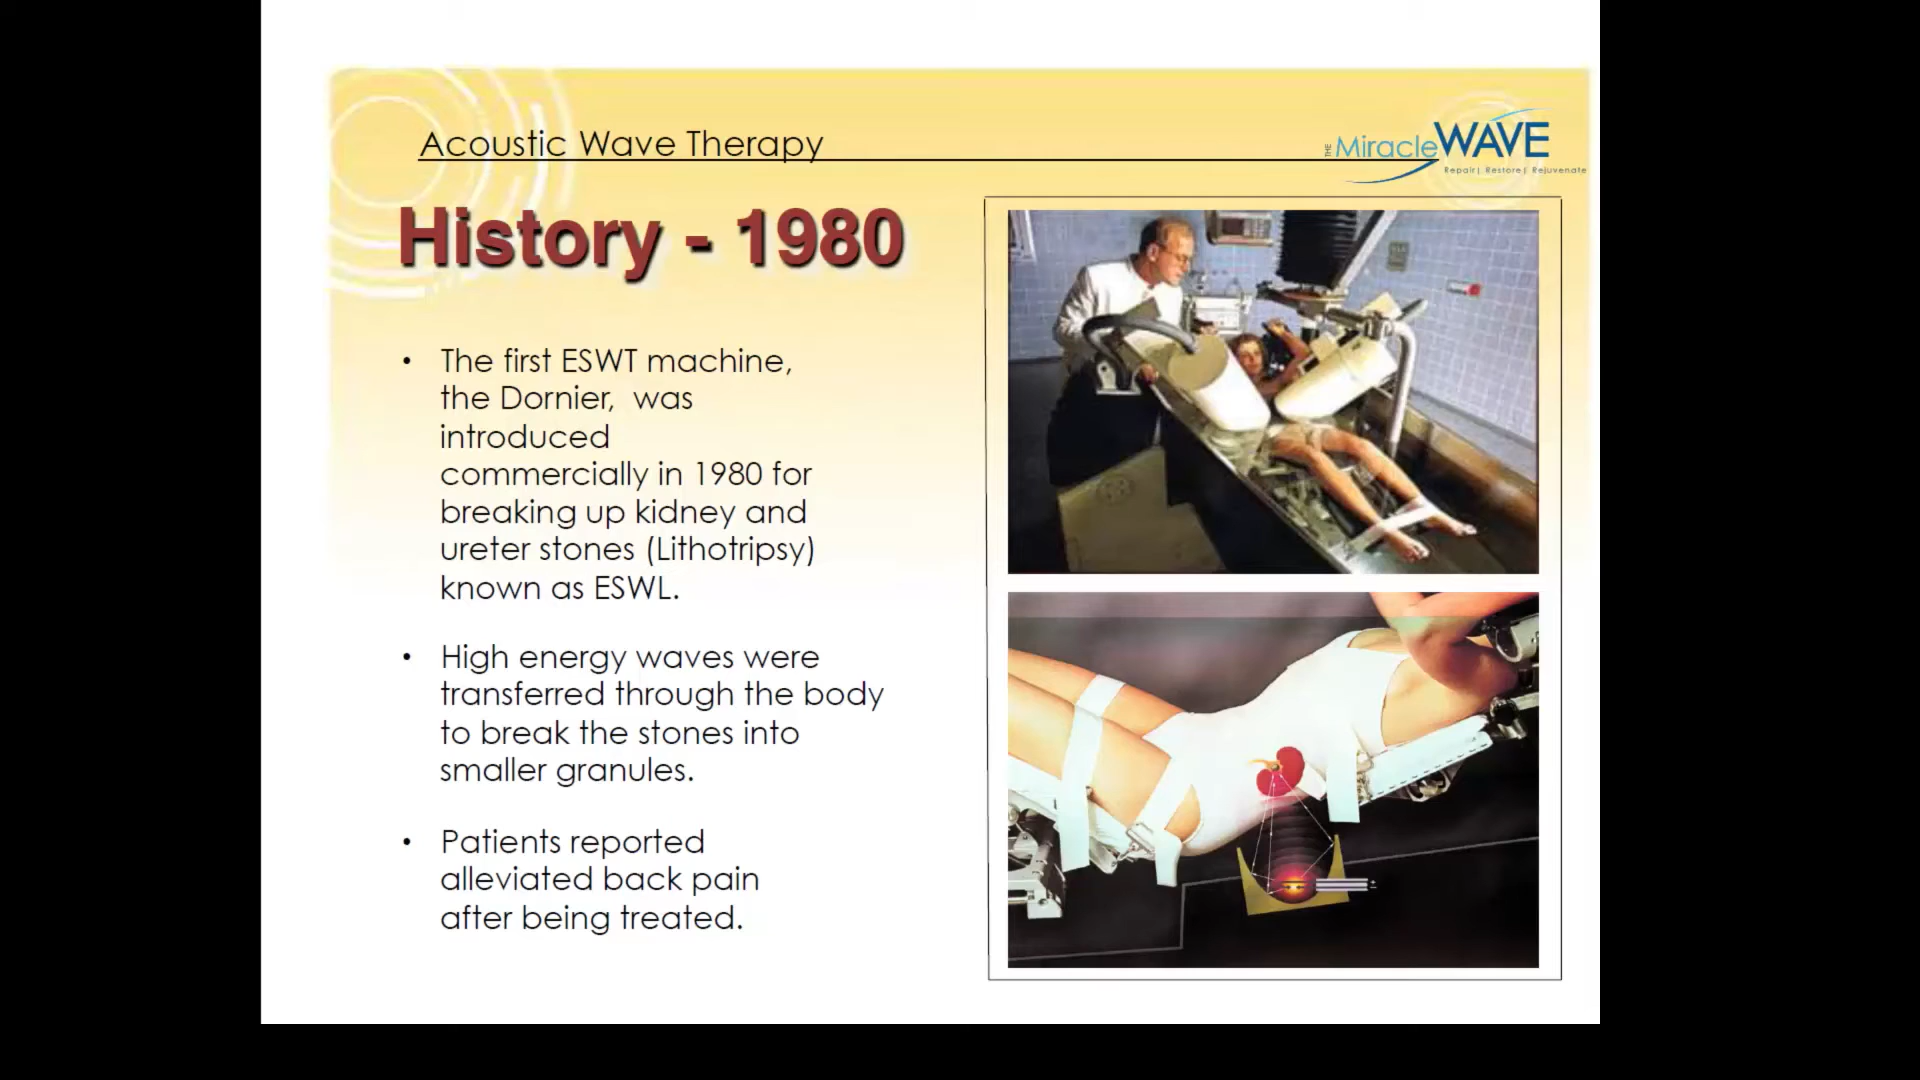 Acoustic Wave Therapy
THE MiracleWAVE
Repair| Restore| Rejuvenate
History - 1980
• The first ESWT machine,
the Dornier, was
introduced
commercially in 1980 for
breaking up kidney and
ureter stones (Lithotripsy)
known as ESWL.
• High energy waves were
transferred through the body
to break the stones into
smaller granules.
• Patients reported
alleviated back pain
after being treated.